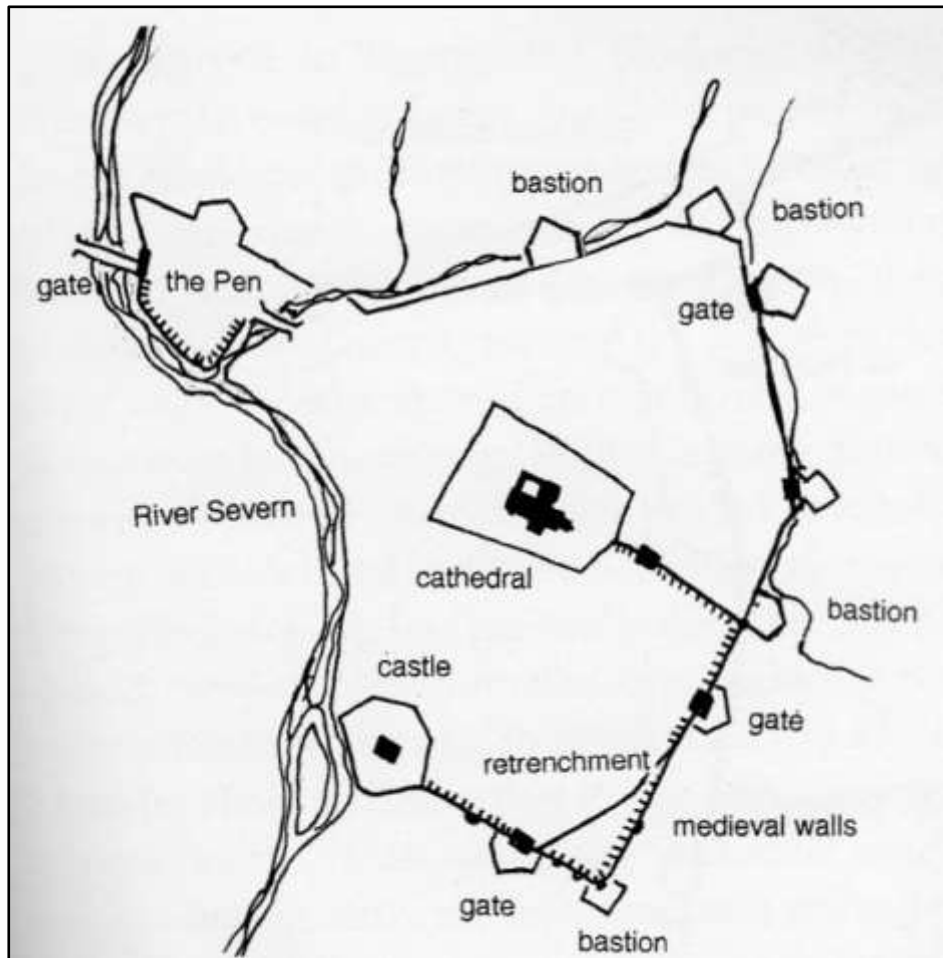 bastion
bastion
gate
the Pen
gate
River Severn
cathedral
bastion
castle
gate
retrenchment
medieval walls
gate
bastion